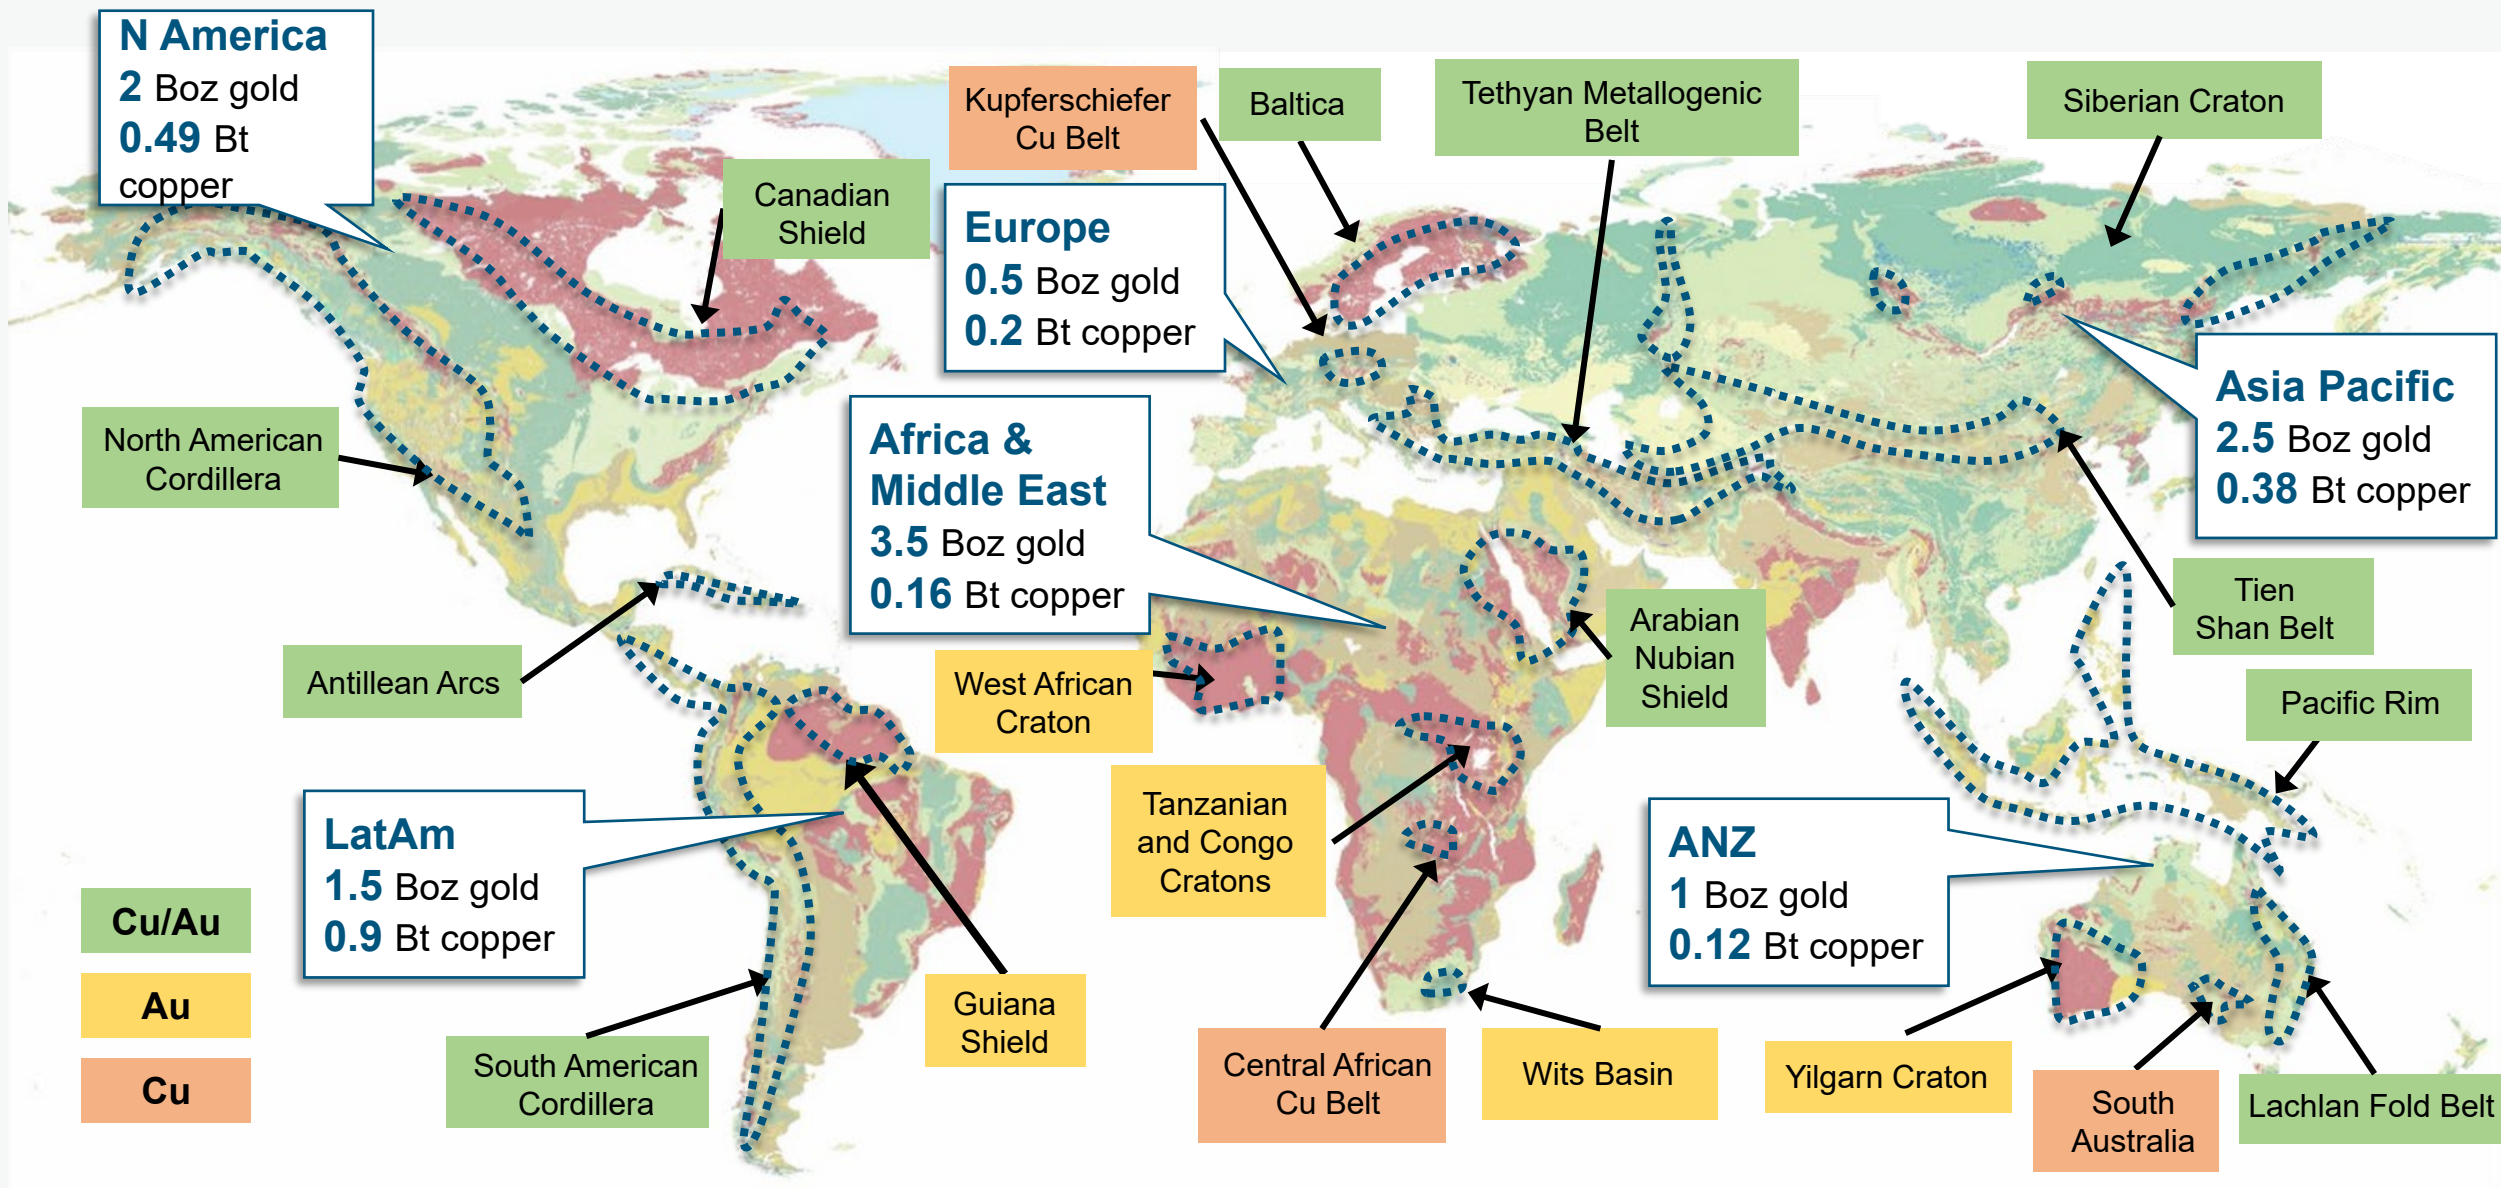 N America
2 Boz gold
0.49 Bt
copper
Kupferschiefer
Cu Belt
Baltica
Tethyan Metallogenic
Belt
Siberian Craton
Canadian
Shield
Europe
0.5 Boz gold
0.2 Bt copper
Asia Pacific
2.5 Boz gold
0.38 Bt copper
North American
Cordillera
Africa &
Middle East
3.5 Boz gold
0.16 Bt copper
Tien
Shan Belt
Arabian
Nubian
Shield
Antillean Arcs
West African
Craton
Pacific Rim
Tanzanian
and Congo
Cratons
LatAm
1.5 Boz gold
0.9 Bt copper
ANZ
1 Boz gold
0.12 Bt copper
Cu/Au
Au
Cu
Guiana
Shield
South American
Cordillera
Central African
Cu Belt
Wits Basin
Yilgarn Craton
South
Australia
Lachlan Fold Belt